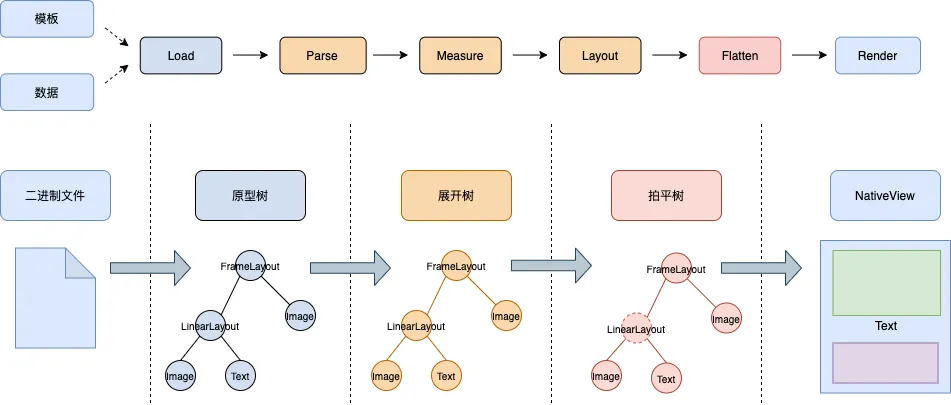 模板
数据
Load
Parse
Measure
Layout
Flatten
Render
二进制文件
原型树
展开树
拍平树
NativeView
FrameLayout
LinearLayout
Image
Image
Text
FrameLayout
LinearLayout
Image
Image
Text
FrameLayout
LinearLayout
Image
Image
Text
Text